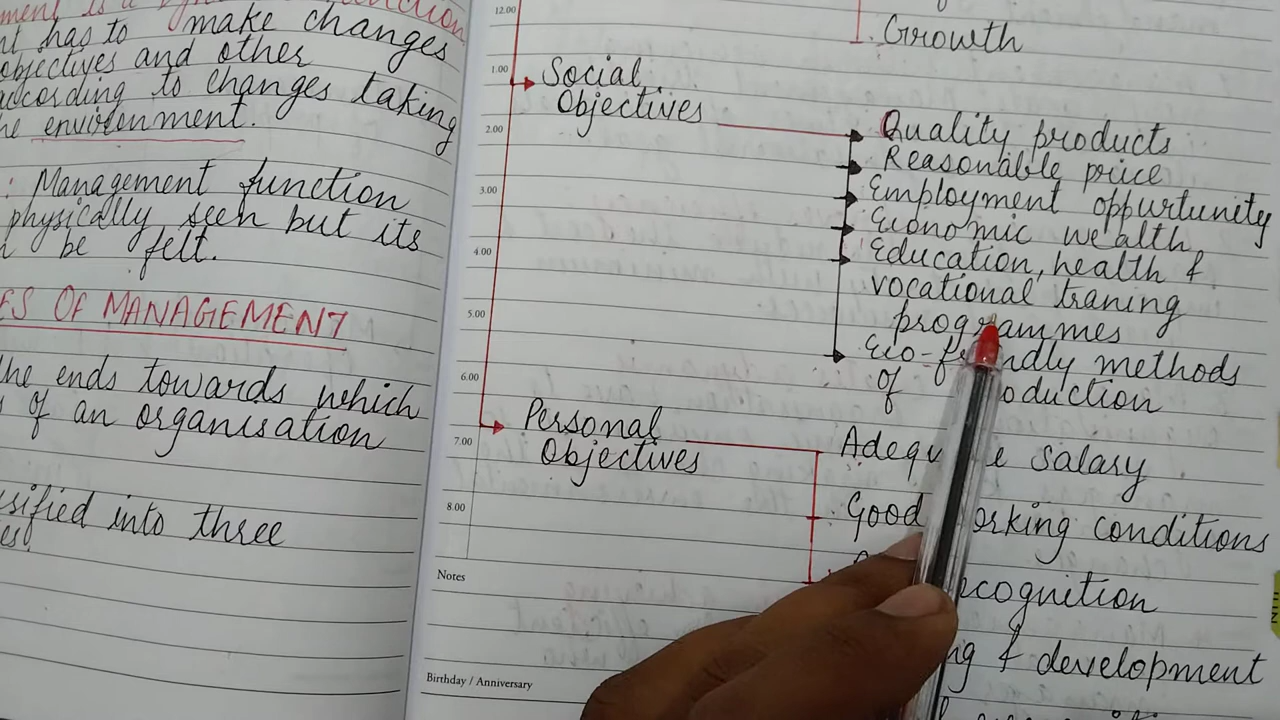 make changes
objectives and other
according to changes taking
envirenment.
: Management function
physically seen but its
be felt.
ES OF MANAGEMENT
the ends towards which
of an organisation
sified into three
12.00
Growth
1.00
Social
Objectives
2.00
Quality products
Reasonable price
3.00
Employment oppurtunity
Economic wealth
4.00
Education, health &
vocational traning
5.00
programmes
Eco-friendly methods
6.00
of production
Personal
Objectives
7.00
Adequate salary
8.00
Good working conditions
Notes
recognition
& development
Birthday / Anniversary